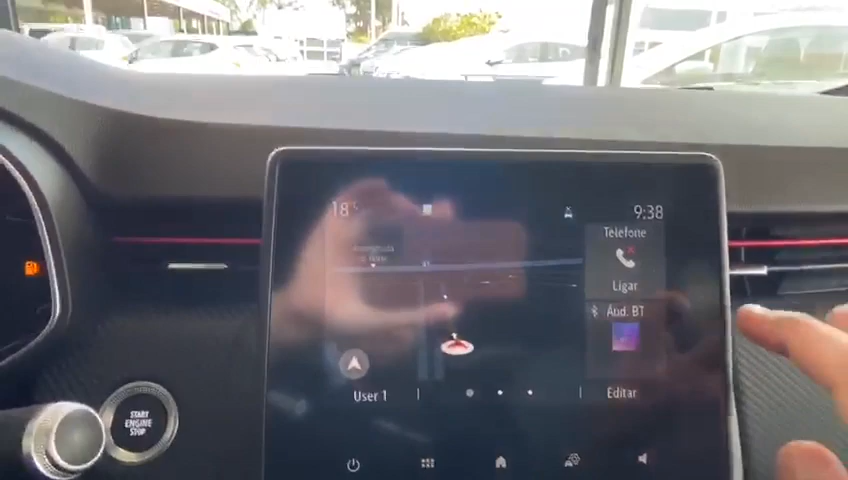 18°c
9:38
Telefone
Ligar
Áud. BT
User 1
Editar
START
ENGINE
STOP